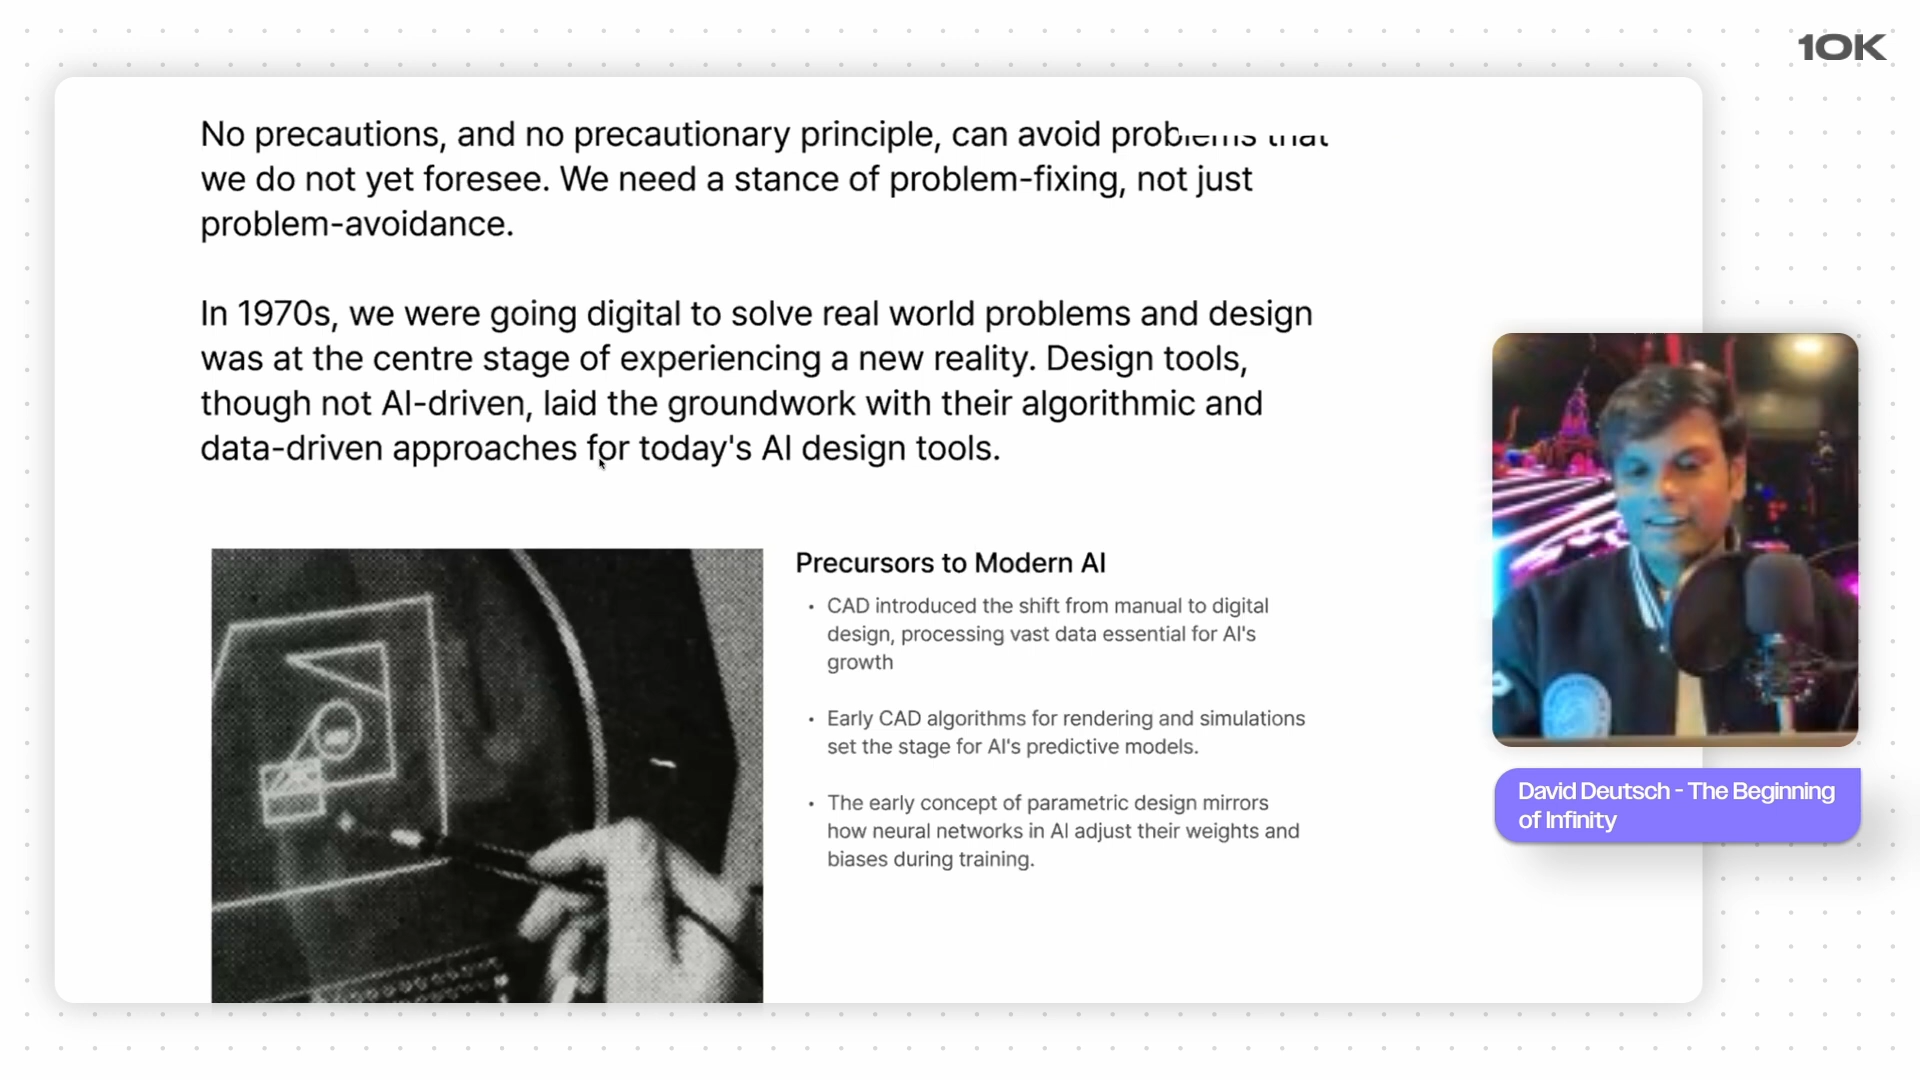 10K
No precautions, and no precautionary principle, can avoid problems that
we do not yet foresee. We need a stance of problem-fixing, not just
problem-avoidance.
In 1970s, we were going digital to solve real world problems and design
was at the centre stage of experiencing a new reality. Design tools,
though not AI-driven, laid the groundwork with their algorithmic and
data-driven approaches for today's AI design tools.
Precursors to Modern AI
• CAD introduced the shift from manual to digital
design, processing vast data essential for AI's
growth
• Early CAD algorithms for rendering and simulations
set the stage for AI's predictive models.
• The early concept of parametric design mirrors
how neural networks in AI adjust their weights and
biases during training.
David Deutsch - The Beginning
of Infinity